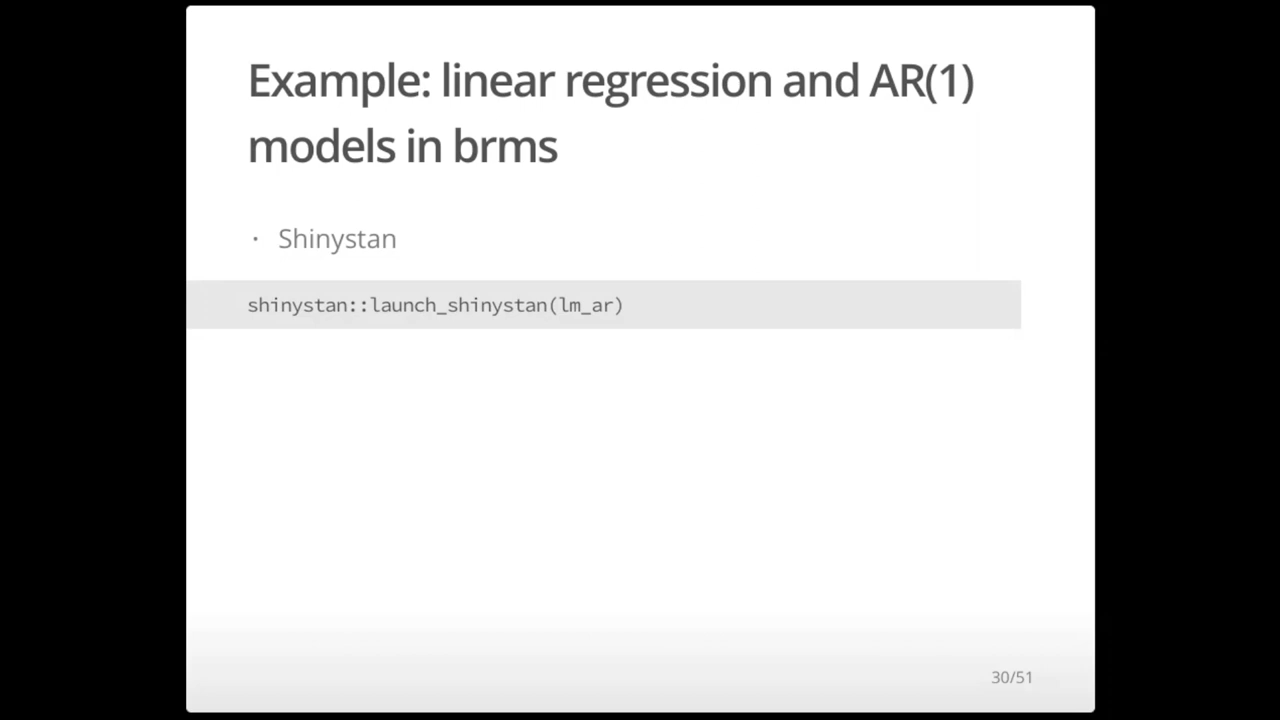 Example: linear regression and AR(1)
models in brms
· Shinystan
shinystan::launch_shinystan(lm_ar)
30/51